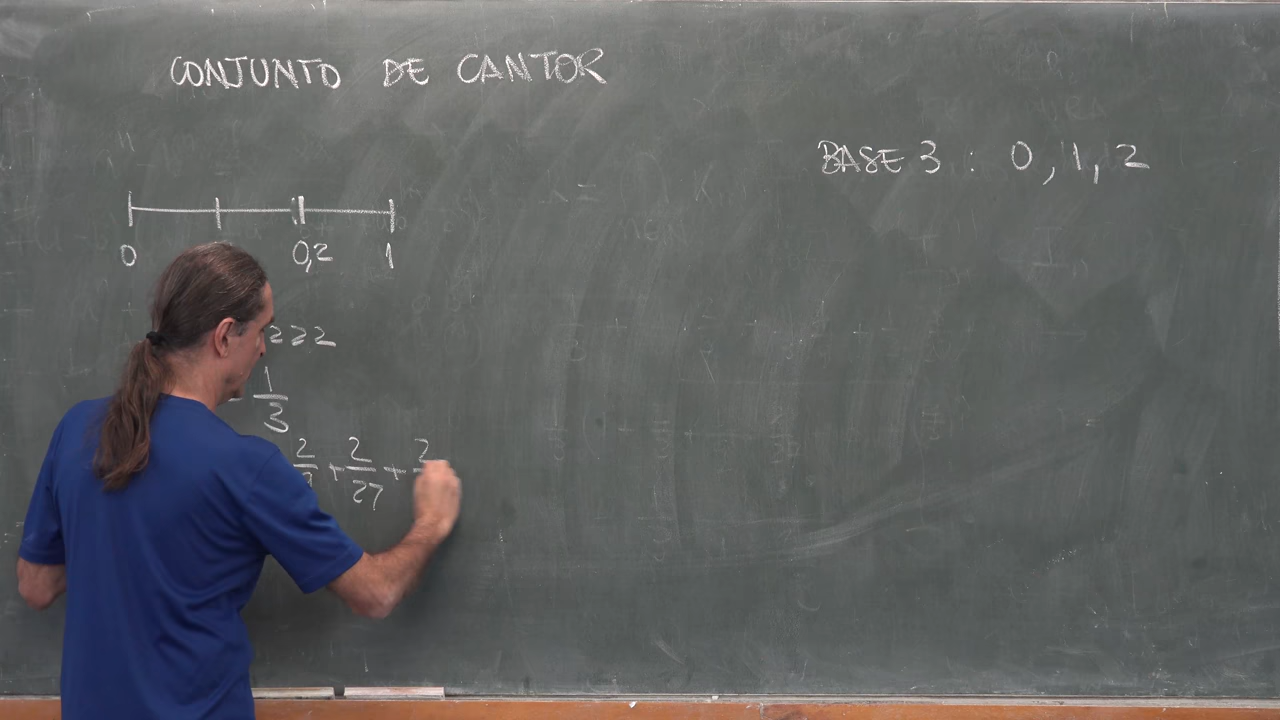 CONJUNTO DE CANTOR
BASE 3 : 0, 1, 2
0 0,2 1
222
1/3
2/9 + 2/27 + 2